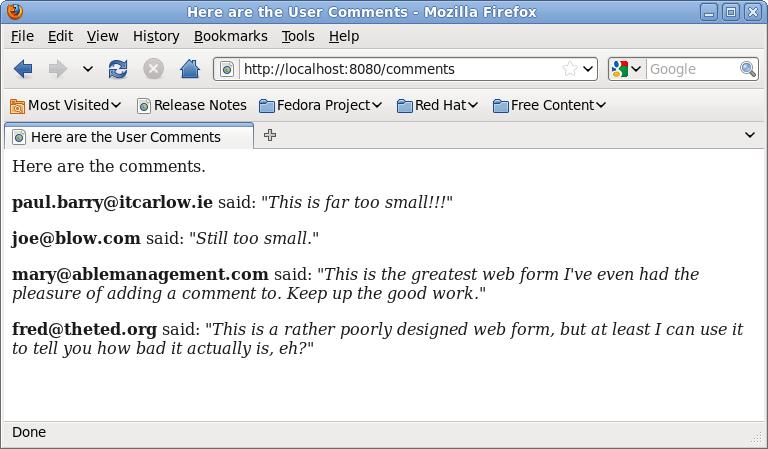 Here are the User Comments - Mozilla Firefox
File Edit View History Bookmarks Tools Help
http://localhost:8080/comments Google
Most Visited Release Notes Fedora Project Red Hat Free Content
Here are the User Comments
Here are the comments.
paul.barry@itcarlow.ie said: "This is far too small!!!"
joe@blow.com said: "Still too small."
mary@ablemanagement.com said: "This is the greatest web form I've even had the
pleasure of adding a comment to. Keep up the good work."
fred@theted.org said: "This is a rather poorly designed web form, but at least I can use it
to tell you how bad it actually is, eh?"
Done